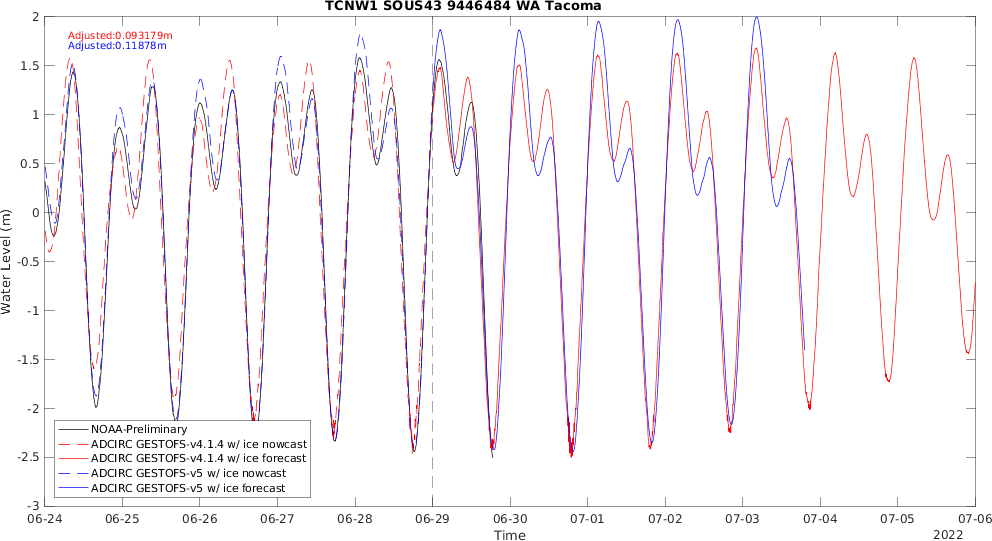 TCNW1 SOUS43 9446484 WA Tacoma
Adjusted:0.093179m
Adjusted:0.11878m
Water Level (m)
2
1.5
1
0.5
0
-0.5
-1
-1.5
-2
-2.5
-3
NOAA-Preliminary
ADCIRC GESTOFS-v4.1.4 w/ ice nowcast
ADCIRC GESTOFS-v4.1.4 w/ ice forecast
ADCIRC GESTOFS-v5 w/ ice nowcast
ADCIRC GESTOFS-v5 w/ ice forecast
06-24 06-25 06-26 06-27 06-28 06-29 06-30 07-01 07-02 07-03 07-04 07-05 07-06
Time
2022